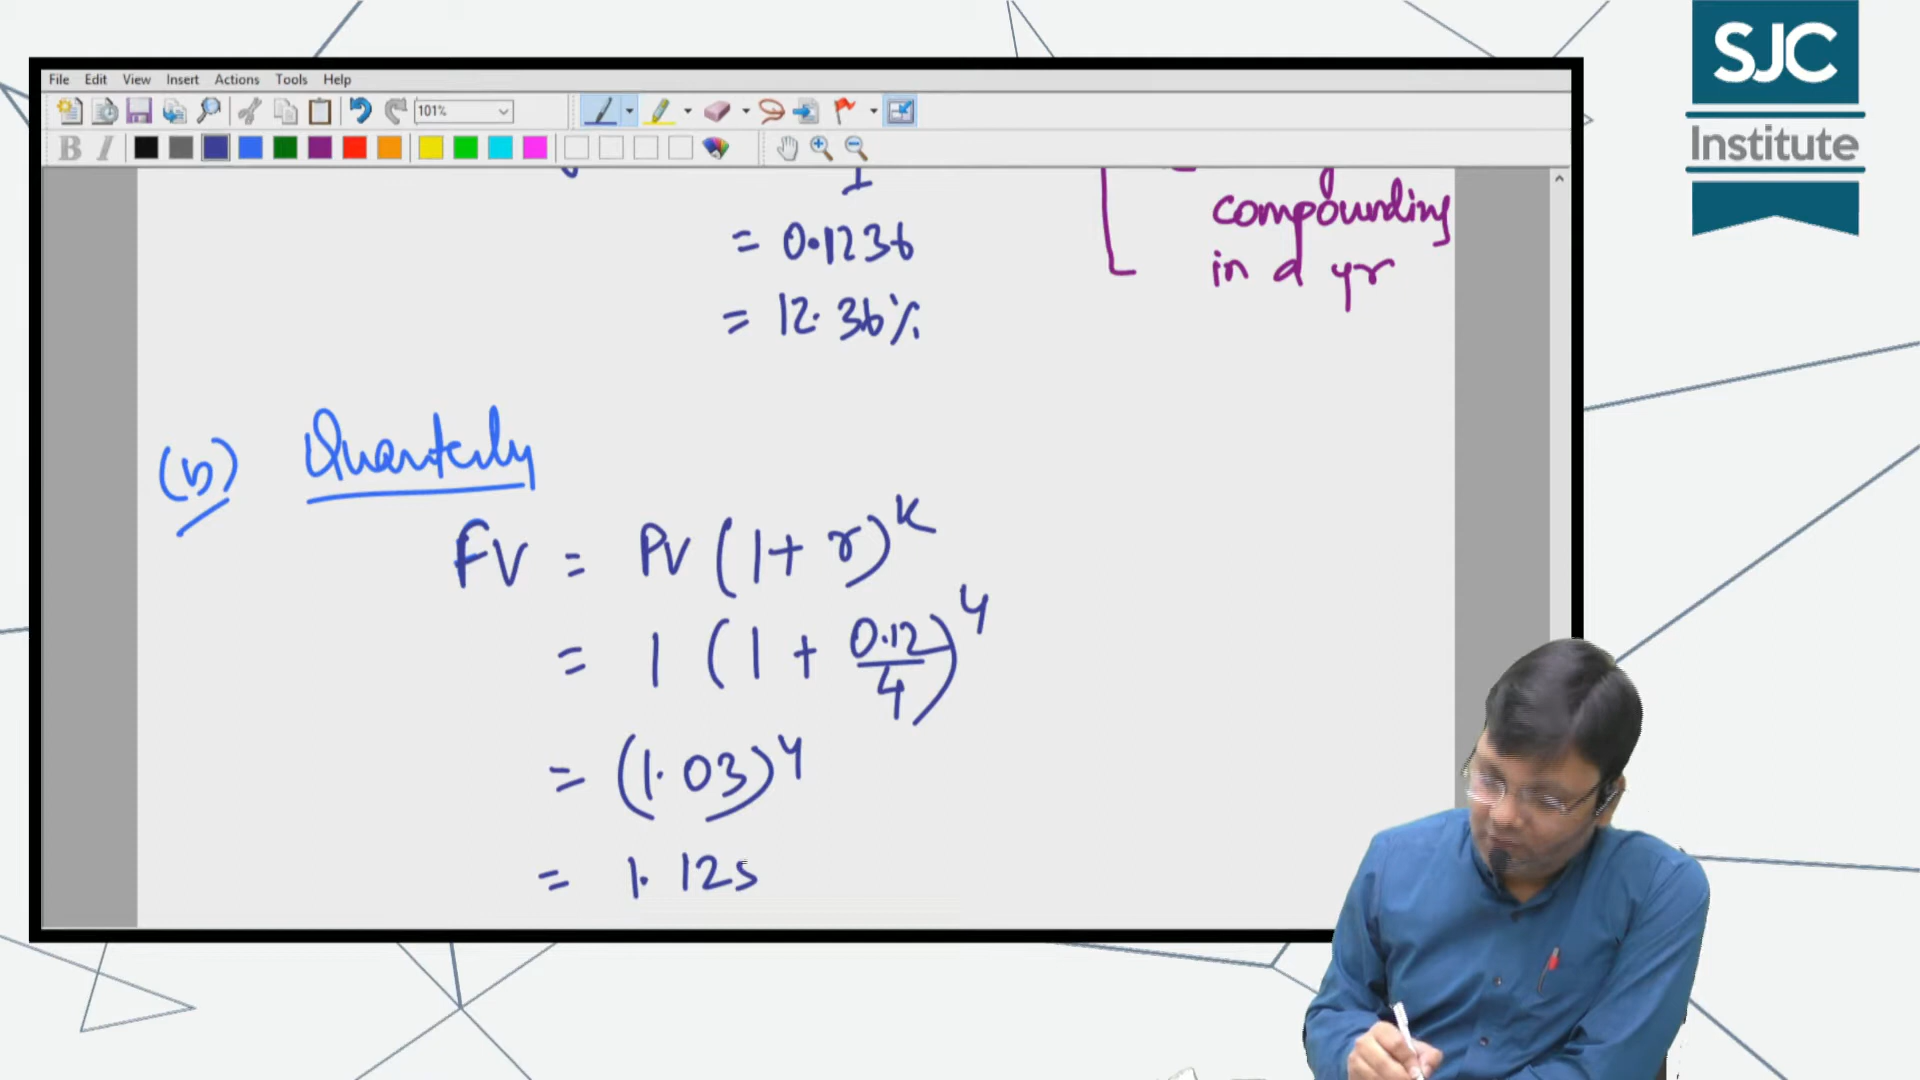 SJC
Institute
File Edit View Insert Actions Tools Help
101%
B I
1
= 0.1236
= 12.36%
compounding
in a yr
(b) Quarterly
FV = PV (1 + r)^k
= 1 (1 + 0.12/4)^4
= (1.03)^4
= 1.125